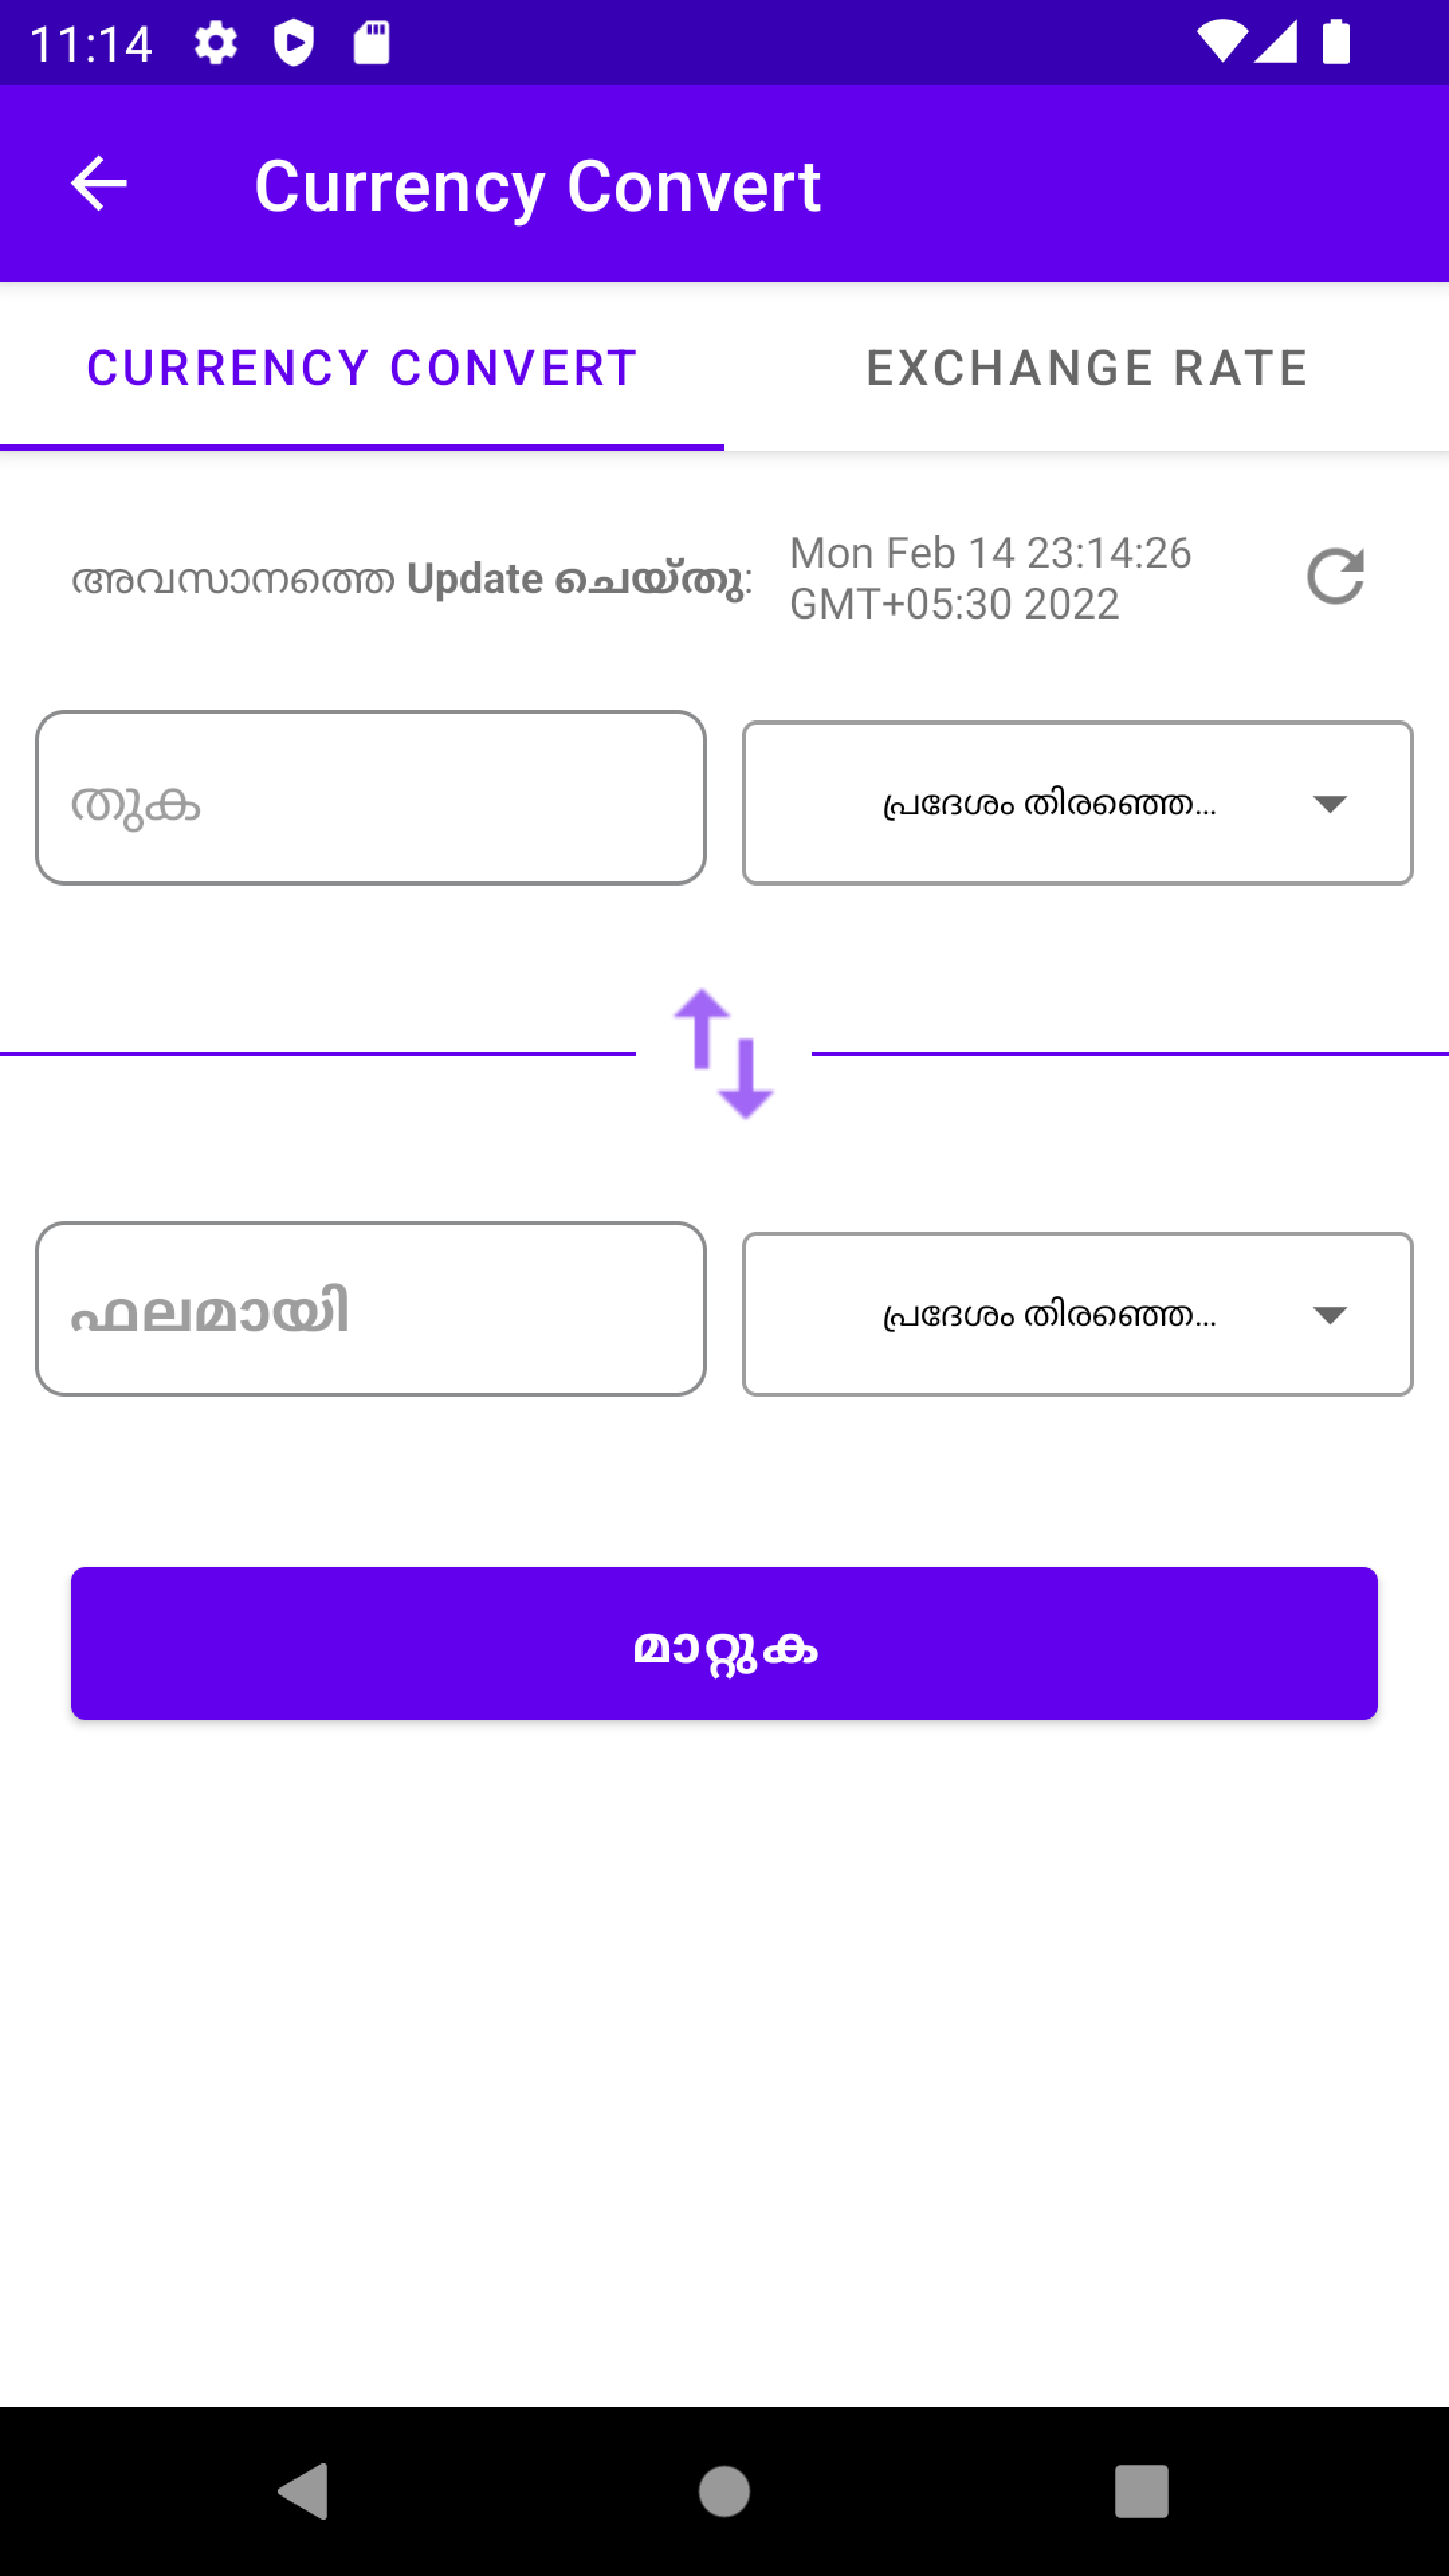 11:14
Currency Convert
CURRENCY CONVERT
EXCHANGE RATE
അവസാനത്തെ Update ചെയ്തു:
Mon Feb 14 23:14:26
GMT+05:30 2022
തുക
പ്രദേശം തിരഞ്ഞെ...
ഫലമായി
പ്രദേശം തിരഞ്ഞെ...
മാറ്റുക